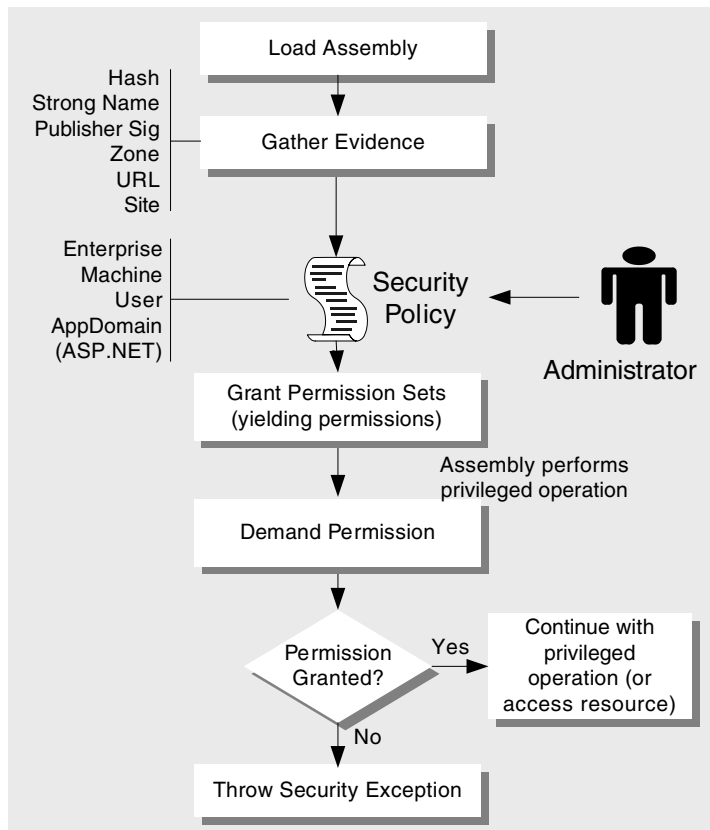 Load Assembly
Hash
Strong Name
Publisher Sig
Zone
URL
Site
Gather Evidence
Enterprise
Machine
User
AppDomain
(ASP.NET)
Security
Policy
Administrator
Grant Permission Sets
(yielding permissions)
Assembly performs
privileged operation
Demand Permission
Permission
Granted?
Yes
Continue with
privileged
operation (or
access resource)
No
Throw Security Exception